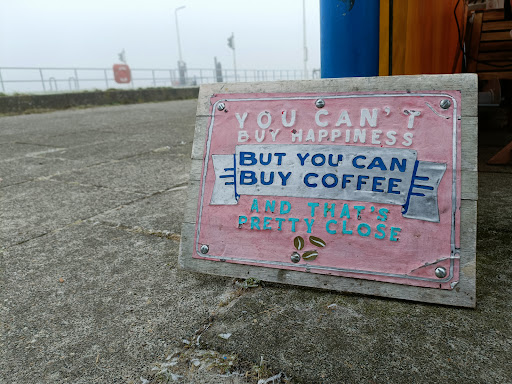 YOU CAN'T
BUY HAPPINESS
BUT YOU CAN
BUY COFFEE
AND THAT'S
PRETTY CLOSE